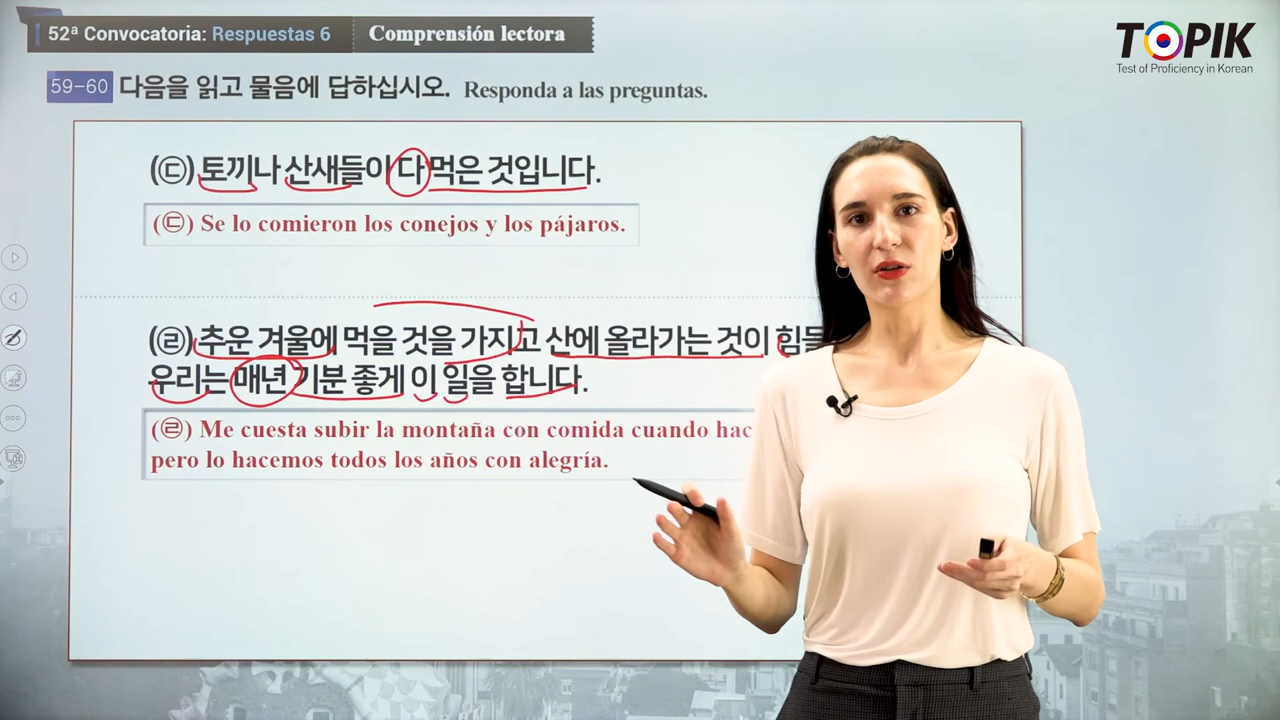 52ª Convocatoria: Respuestas 6 Comprensión lectora
TOPIK
Test of Proficiency in Korean
59-60 다음을 읽고 물음에 답하십시오. Responda a las preguntas.
(㉢) 토끼나 산새들이 다 먹은 것입니다.
(㉢) Se lo comieron los conejos y los pájaros.
(㉣) 추운 겨울에 먹을 것을 가지고 산에 올라가는 것이 힘들
우리는 매년 기분 좋게 이 일을 합니다.
(㉣) Me cuesta subir la montaña con comida cuando hac
pero lo hacemos todos los años con alegría.